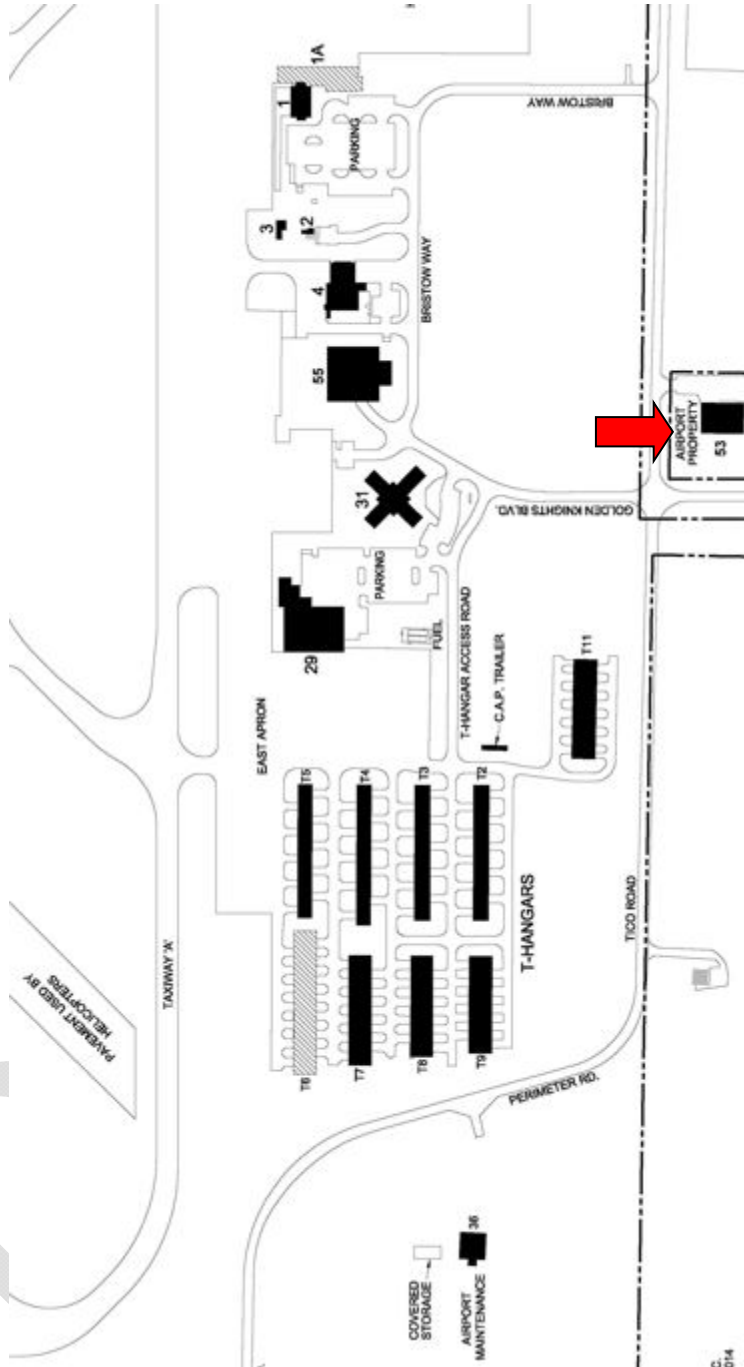 1A
1
PARKING
BRISTOW WAY
3
2
4
BRISTOW WAY
55
AIRPORT
PROPERTY
53
31
GOLDEN KNIGHTS BLVD.
PARKING
FUEL
29
T-HANGAR ACCESS ROAD
C.A.P. TRAILER
T11
EAST APRON
T5
T4
T3
T2
T-HANGARS
TICO ROAD
TAXIWAY 'A'
PAVEMENT USED BY
HELICOPTERS
T6
T7
T8
T9
PERIMETER RD.
36
COVERED
STORAGE
AIRPORT
MAINTENANCE
C.
014